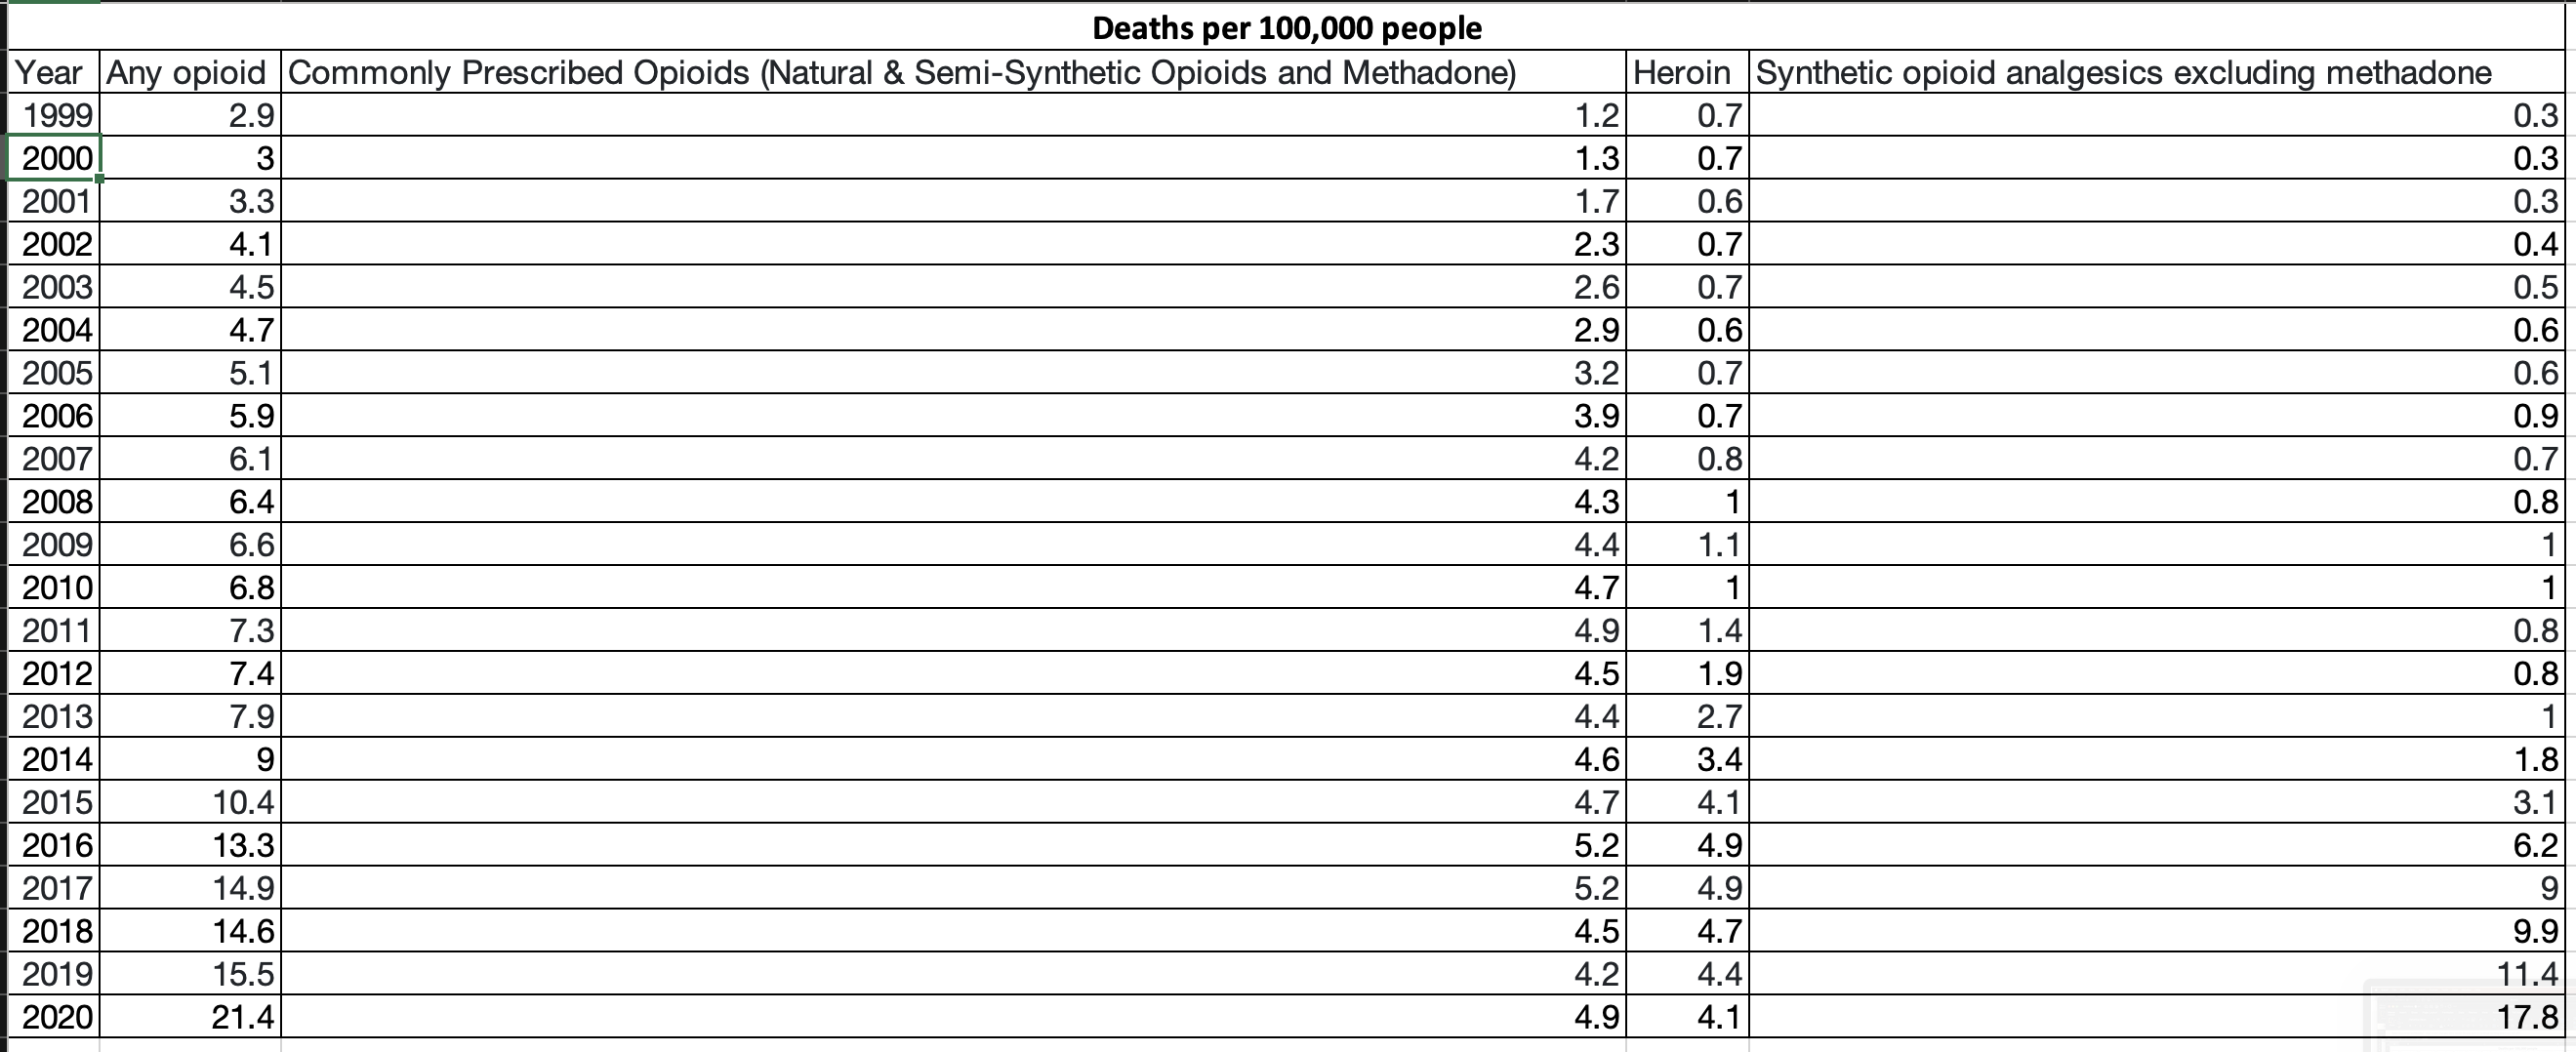 Deaths per 100,000 people
Year Any opioid Commonly Prescribed Opioids (Natural & Semi-Synthetic Opioids and Methadone) Heroin Synthetic opioid analgesics excluding methadone
1999 2.9 1.2 0.7 0.3
2000 3 1.3 0.7 0.3
2001 3.3 1.7 0.6 0.3
2002 4.1 2.3 0.7 0.4
2003 4.5 2.6 0.7 0.5
2004 4.7 2.9 0.6 0.6
2005 5.1 3.2 0.7 0.6
2006 5.9 3.9 0.7 0.9
2007 6.1 4.2 0.8 0.7
2008 6.4 4.3 1 0.8
2009 6.6 4.4 1.1 1
2010 6.8 4.7 1 1
2011 7.3 4.9 1.4 0.8
2012 7.4 4.5 1.9 0.8
2013 7.9 4.4 2.7 1
2014 9 4.6 3.4 1.8
2015 10.4 4.7 4.1 3.1
2016 13.3 5.2 4.9 6.2
2017 14.9 5.2 4.9 9
2018 14.6 4.5 4.7 9.9
2019 15.5 4.2 4.4 11.4
2020 21.4 4.9 4.1 17.8